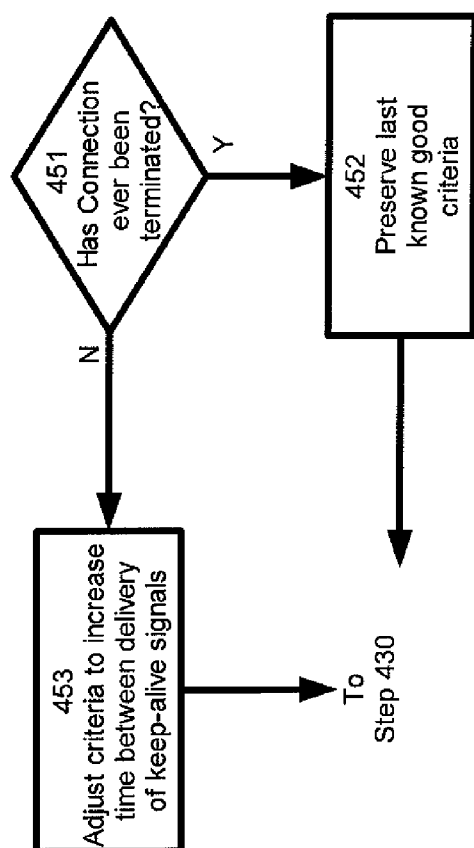 451
Has Connection
ever been
terminated?
Y
N
452
Preserve last
known good
criteria
453
Adjust criteria to increase
time between delivery
of keep-alive signals
To
Step 430